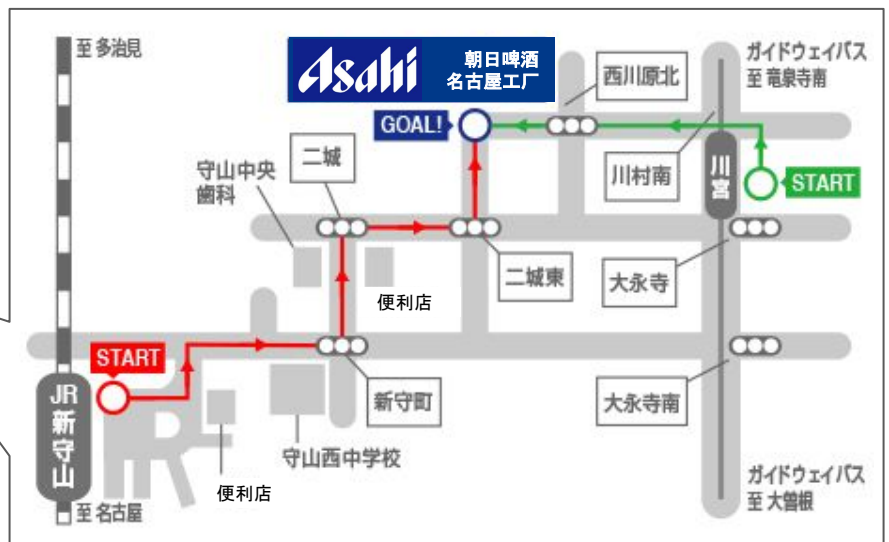 至 多治見
Asahi
朝日啤酒
名古屋工厂
西川原北
ガイドウェイバス
至 竜泉寺南
GOAL!
二城
守山中央
歯科
川村南
川宮
START
二城東
大永寺
便利店
START
JR新守山
新守町
大永寺南
守山西中学校
便利店
ガイドウェイバス
至 大曽根
至 名古屋